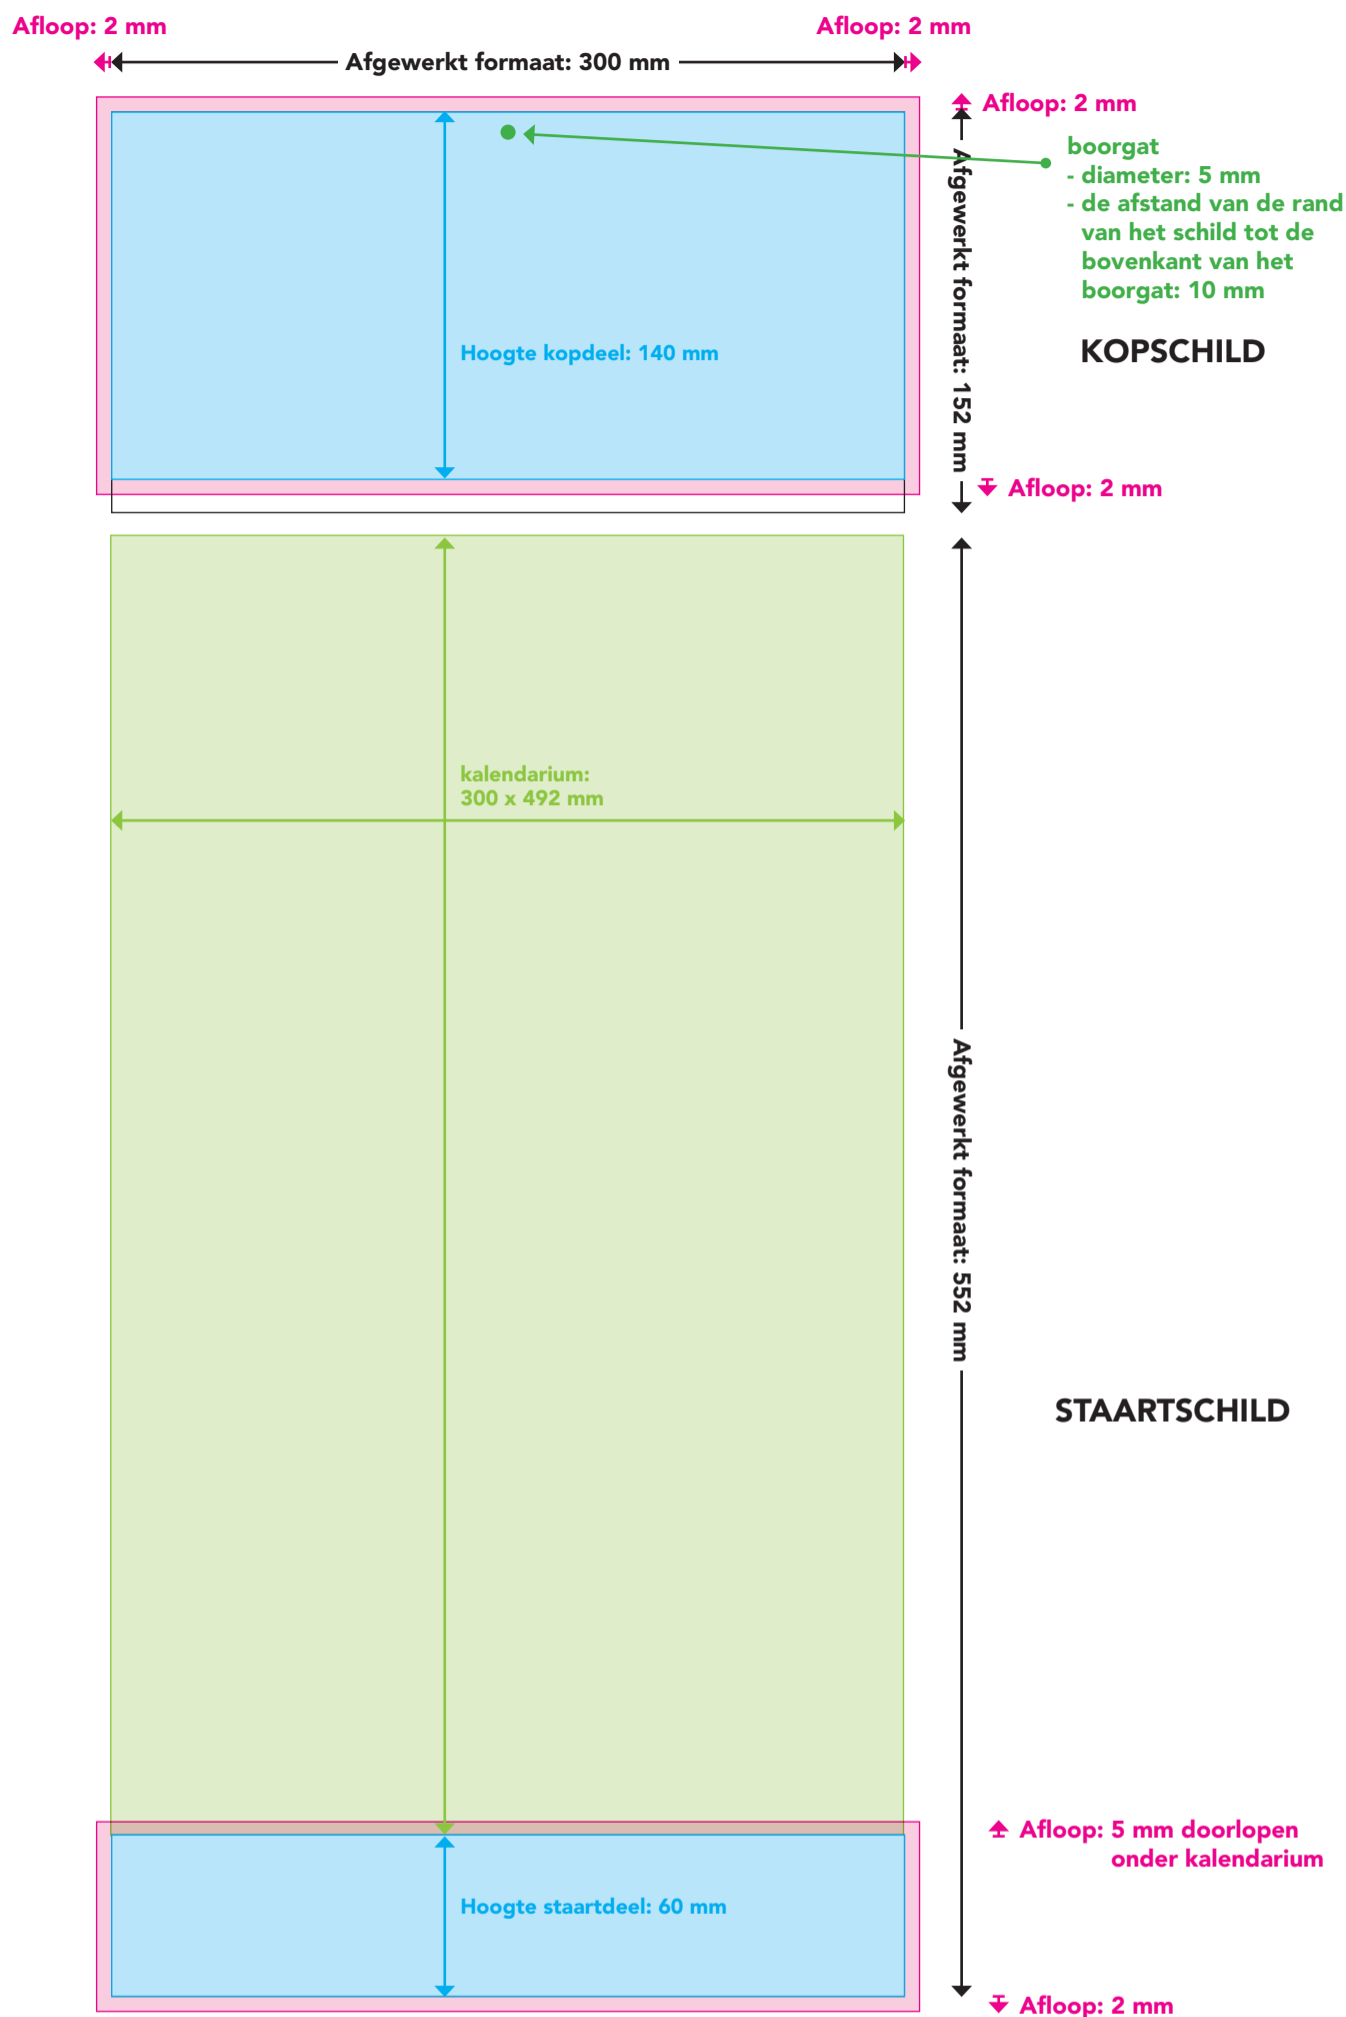 Afloop: 2 mm
Afloop: 2 mm
Afgewerkt formaat: 300 mm
Afloop: 2 mm
boorgat
- diameter: 5 mm
- de afstand van de rand
van het schild tot de
bovenkant van het
boorgat: 10 mm
Afgewerkt formaat: 152 mm
Hoogte kopdeel: 140 mm
KOPSCHILD
Afloop: 2 mm
kalendarium:
300 x 492 mm
Afgewerkt formaat: 552 mm
STAARTSCHILD
Afloop: 5 mm doorlopen
onder kalendarium
Hoogte staartdeel: 60 mm
Afloop: 2 mm